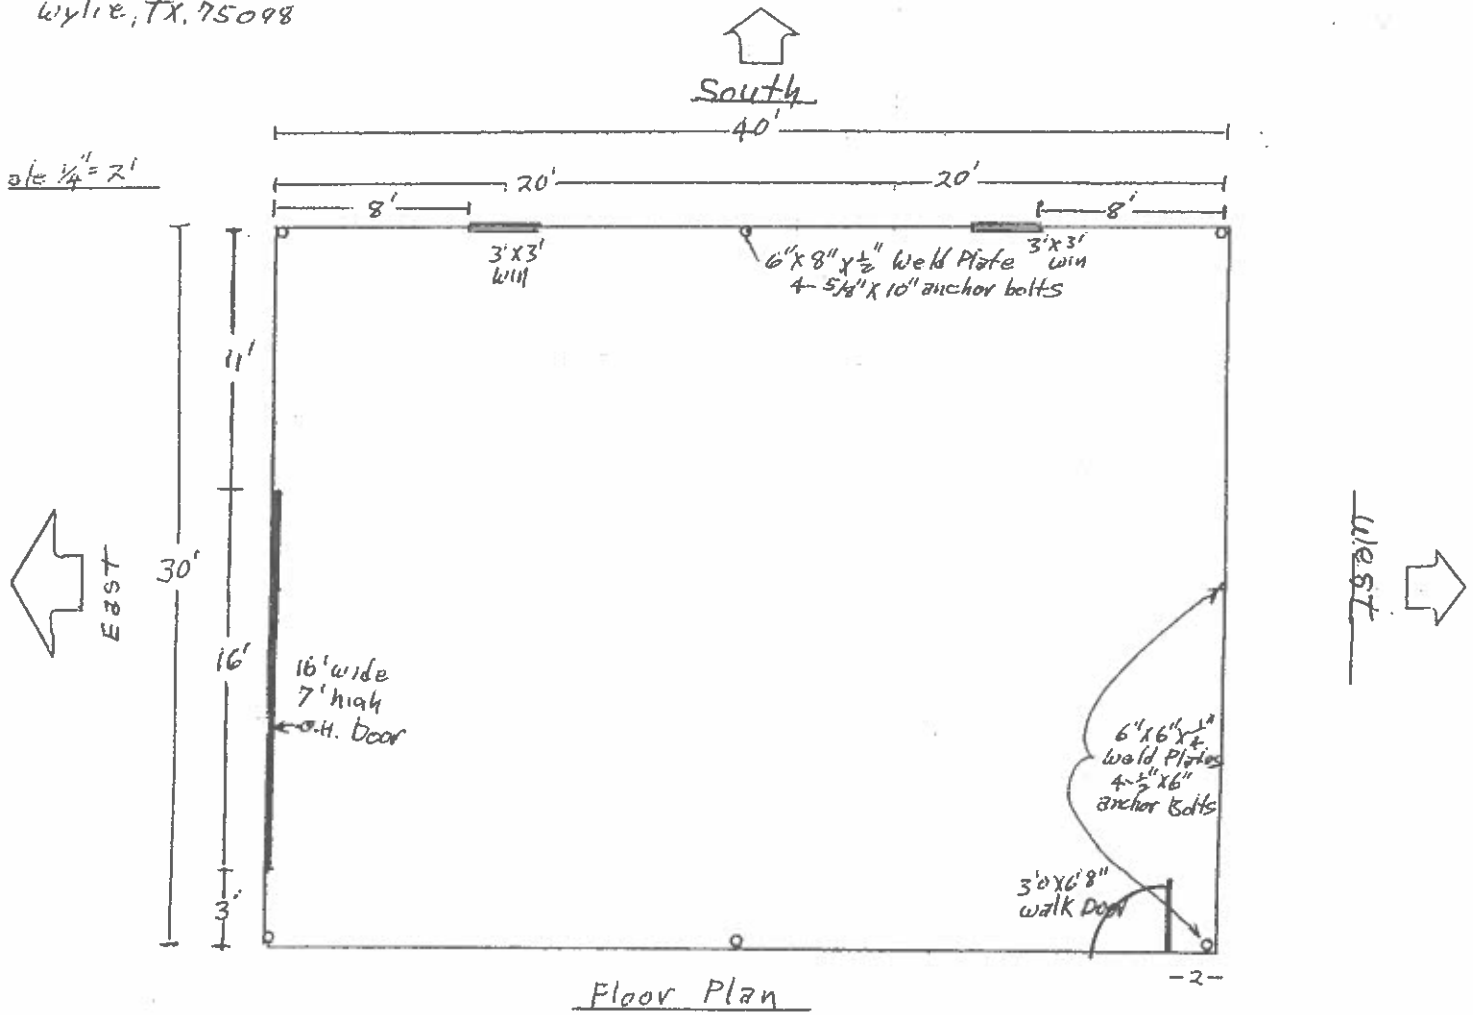 Wylie, TX. 75098
South
40'
ale 1/4" = 2'
20'
20'
8'
8'
3'x3'
win
6"x8"x1/2" Weld Plate
4- 5/8"x10" anchor bolts
3'x3'
win
11'
30'
East
West
16'
16' wide
7' high
O.H. Door
6"x6"x1/4"
Weld Plates
4-1/2"x6"
anchor Bolts
3'0x6'8"
walk Door
3'
-2-
Floor Plan